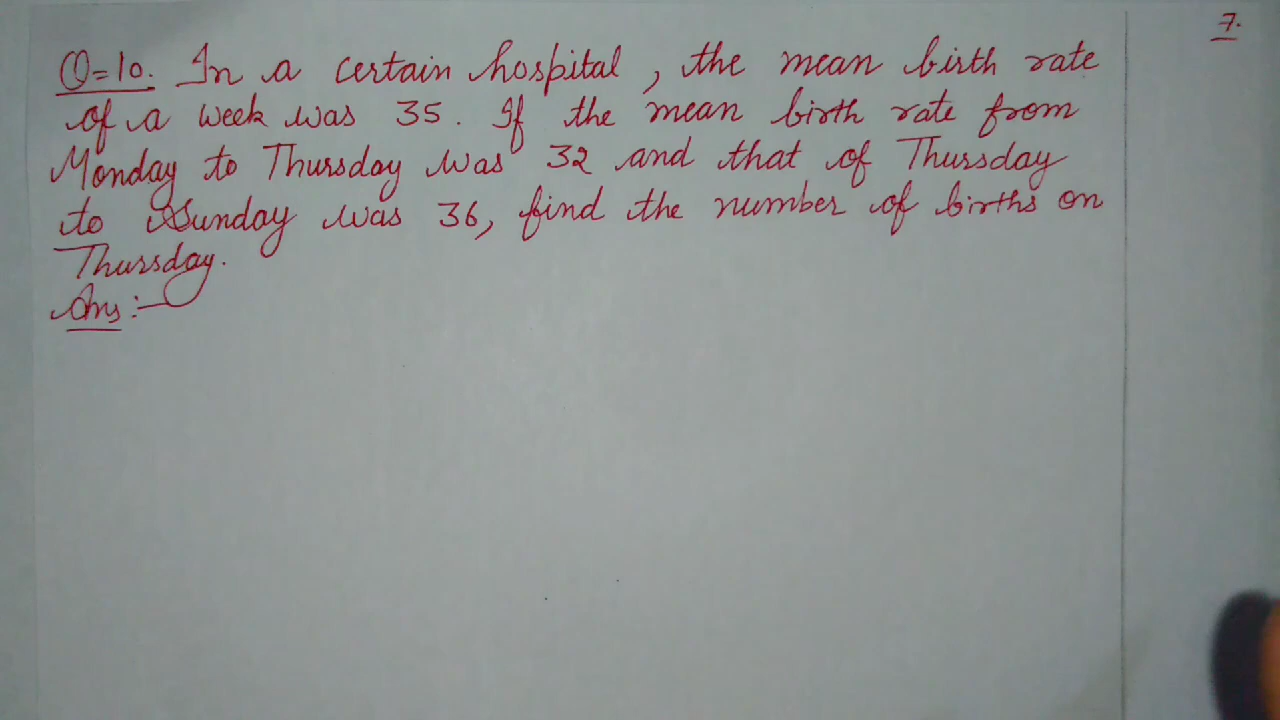 7.
Q=10. In a certain hospital, the mean birth rate
of a week was 35. If the mean birth rate from
Monday to Thursday was 32 and that of Thursday
to Sunday was 36, find the number of births on
Thursday.
Ans:-